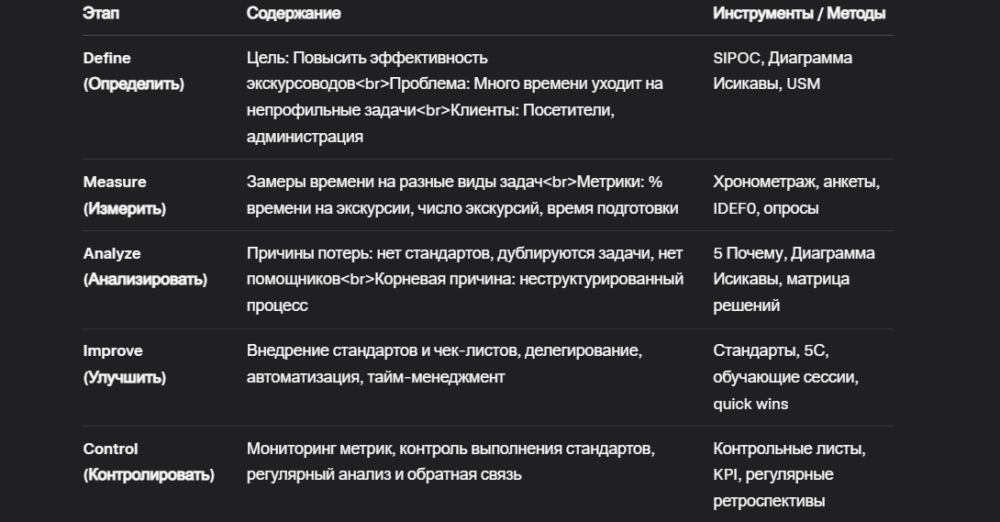 Этап Содержание Инструменты / Методы
Define Цель: Повысить эффективность SIPOC, Диаграмма
(Определить) экскурсоводов<br>Проблема: Много времени уходит на Исикавы, USM
непрофильные задачи<br>Клиенты: Посетители,
администрация
Measure Замеры времени на разные виды задач<br>Метрики: % Хронометраж, анкеты,
(Измерить) времени на экскурсии, число экскурсий, время подготовки IDEF0, опросы
Analyze Причины потерь: нет стандартов, дублируются задачи, нет 5 Почему, Диаграмма
(Анализировать) помощников<br>Корневая причина: неструктурированный Исикавы, матрица
процесс решений
Improve Внедрение стандартов и чек-листов, делегирование, Стандарты, 5С,
(Улучшить) автоматизация, тайм-менеджмент обучающие сессии,
quick wins
Control Мониторинг метрик, контроль выполнения стандартов, Контрольные листы,
(Контролировать) регулярный анализ и обратная связь KPI, регулярные
ретроспективы